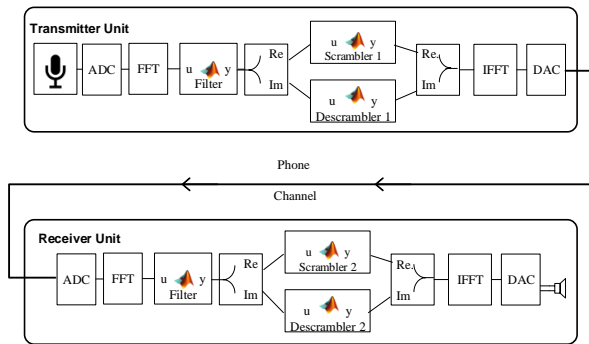 Transmitter Unit
ADC
FFT
u y
Filter
Re
Im
u y
Scrambler 1
u y
Descrambler 1
Re
Im
IFFT
DAC
Phone
Channel
Receiver Unit
ADC
FFT
u y
Filter
Re
Im
u y
Scrambler 2
u y
Descrambler 2
Re
Im
IFFT
DAC